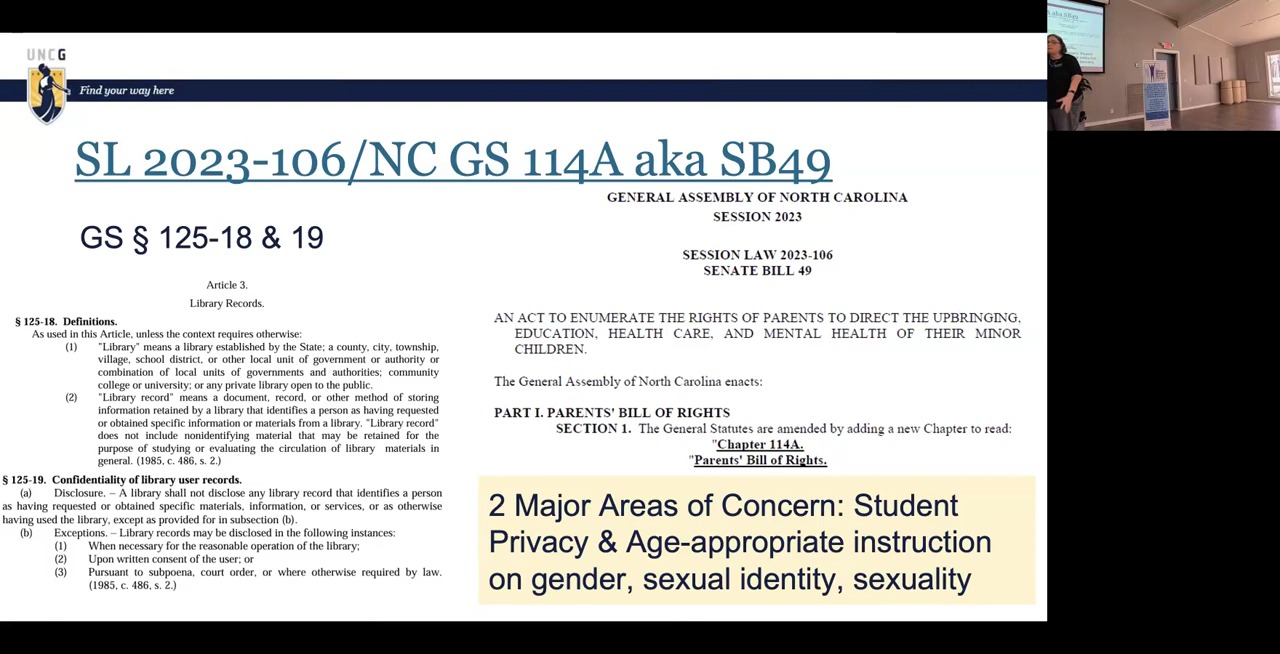 UNCG
Find your way here
SL 2023-106/NC GS 114A aka SB49
GS § 125-18 & 19
Article 3.
Library Records.
§ 125-18. Definitions.
As used in this Article, unless the context requires otherwise:
(1) "Library" means a library established by the State; a county, city, township,
village, school district, or other local unit of government or authority or
combination of local units of governments and authorities; community
college or university; or any private library open to the public.
(2) "Library record" means a document, record, or other method of storing
information retained by a library that identifies a person as having requested
or obtained specific information or materials from a library. "Library record"
does not include nonidentifying material that may be retained for the
purpose of studying or evaluating the circulation of library materials in
general. (1985, c. 486, s. 2.)
§ 125-19. Confidentiality of library user records.
(a) Disclosure. – A library shall not disclose any library record that identifies a person
as having requested or obtained specific materials, information, or services, or as otherwise
having used the library, except as provided for in subsection (b).
(b) Exceptions. – Library records may be disclosed in the following instances:
(1) When necessary for the reasonable operation of the library;
(2) Upon written consent of the user; or
(3) Pursuant to subpoena, court order, or where otherwise required by law.
(1985, c. 486, s. 2.)
GENERAL ASSEMBLY OF NORTH CAROLINA
SESSION 2023
SESSION LAW 2023-106
SENATE BILL 49
AN ACT TO ENUMERATE THE RIGHTS OF PARENTS TO DIRECT THE UPBRINGING,
EDUCATION, HEALTH CARE, AND MENTAL HEALTH OF THEIR MINOR
CHILDREN.
The General Assembly of North Carolina enacts:
PART I. PARENTS' BILL OF RIGHTS
SECTION 1. The General Statutes are amended by adding a new Chapter to read:
"Chapter 114A.
"Parents' Bill of Rights.
2 Major Areas of Concern: Student
Privacy & Age-appropriate instruction
on gender, sexual identity, sexuality